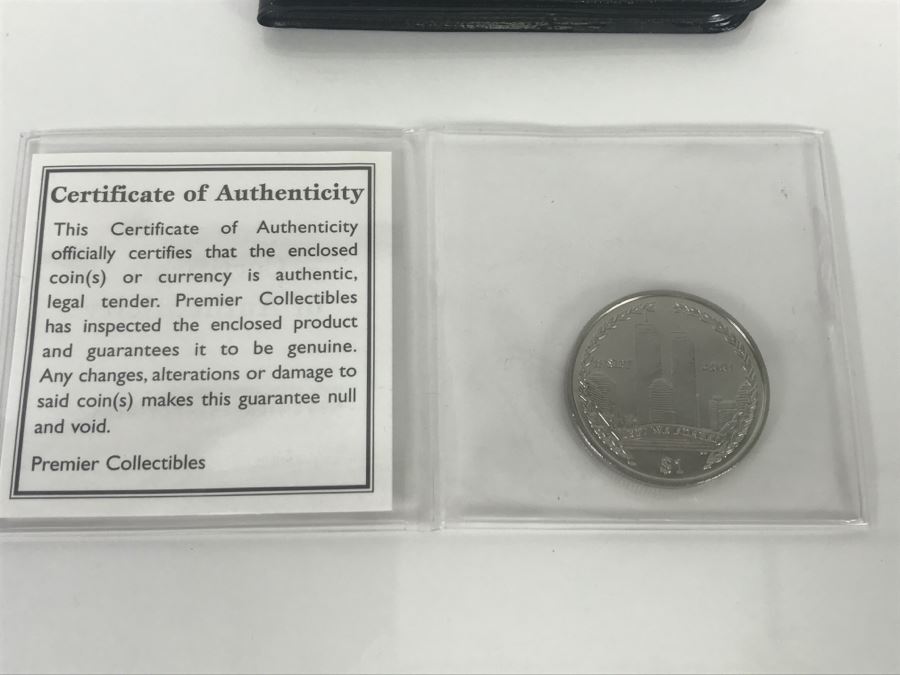 Certificate of Authenticity
This Certificate of Authenticity
officially certifies that the enclosed
coin(s) or currency is authentic,
legal tender. Premier Collectibles
has inspected the enclosed product
and guarantees it to be genuine.
Any changes, alterations or damage to
said coin(s) makes this guarantee null
and void.
Premier Collectibles
$1